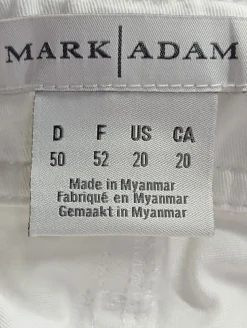 MARK | ADAM
D F US CA
50 52 20 20
Made in Myanmar
Fabriqué en Myanmar
Gemaakt in Myanmar